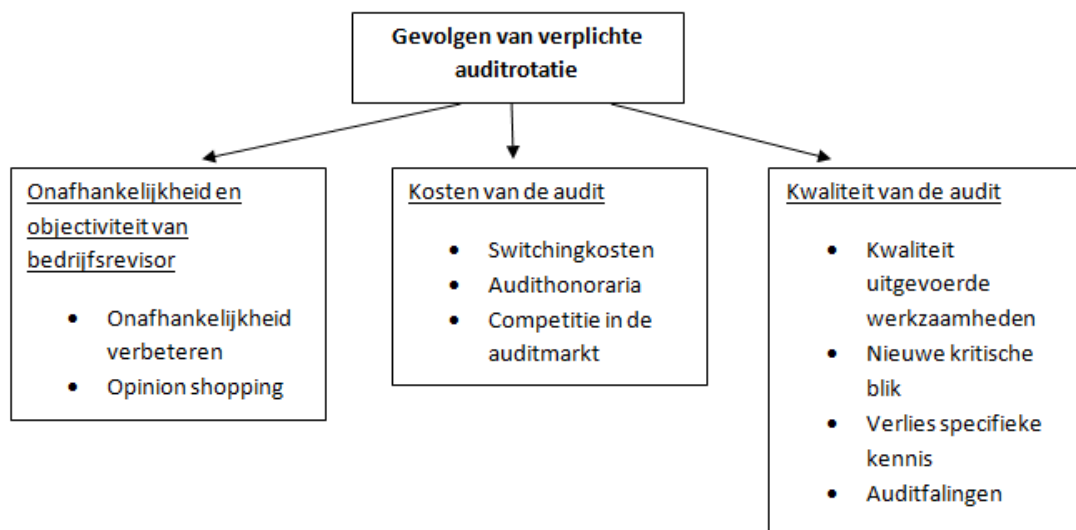 Gevolgen van verplichte
auditrotatie
Onafhankelijkheid en
objectiviteit van
bedrijfsrevisor
• Onafhankelijkheid
verbeteren
• Opinion shopping
Kosten van de audit
• Switchingkosten
• Audithonoraria
• Competitie in de
auditmarkt
Kwaliteit van de audit
• Kwaliteit
uitgevoerde
werkzaamheden
• Nieuwe kritische
blik
• Verlies specifieke
kennis
• Auditfalingen